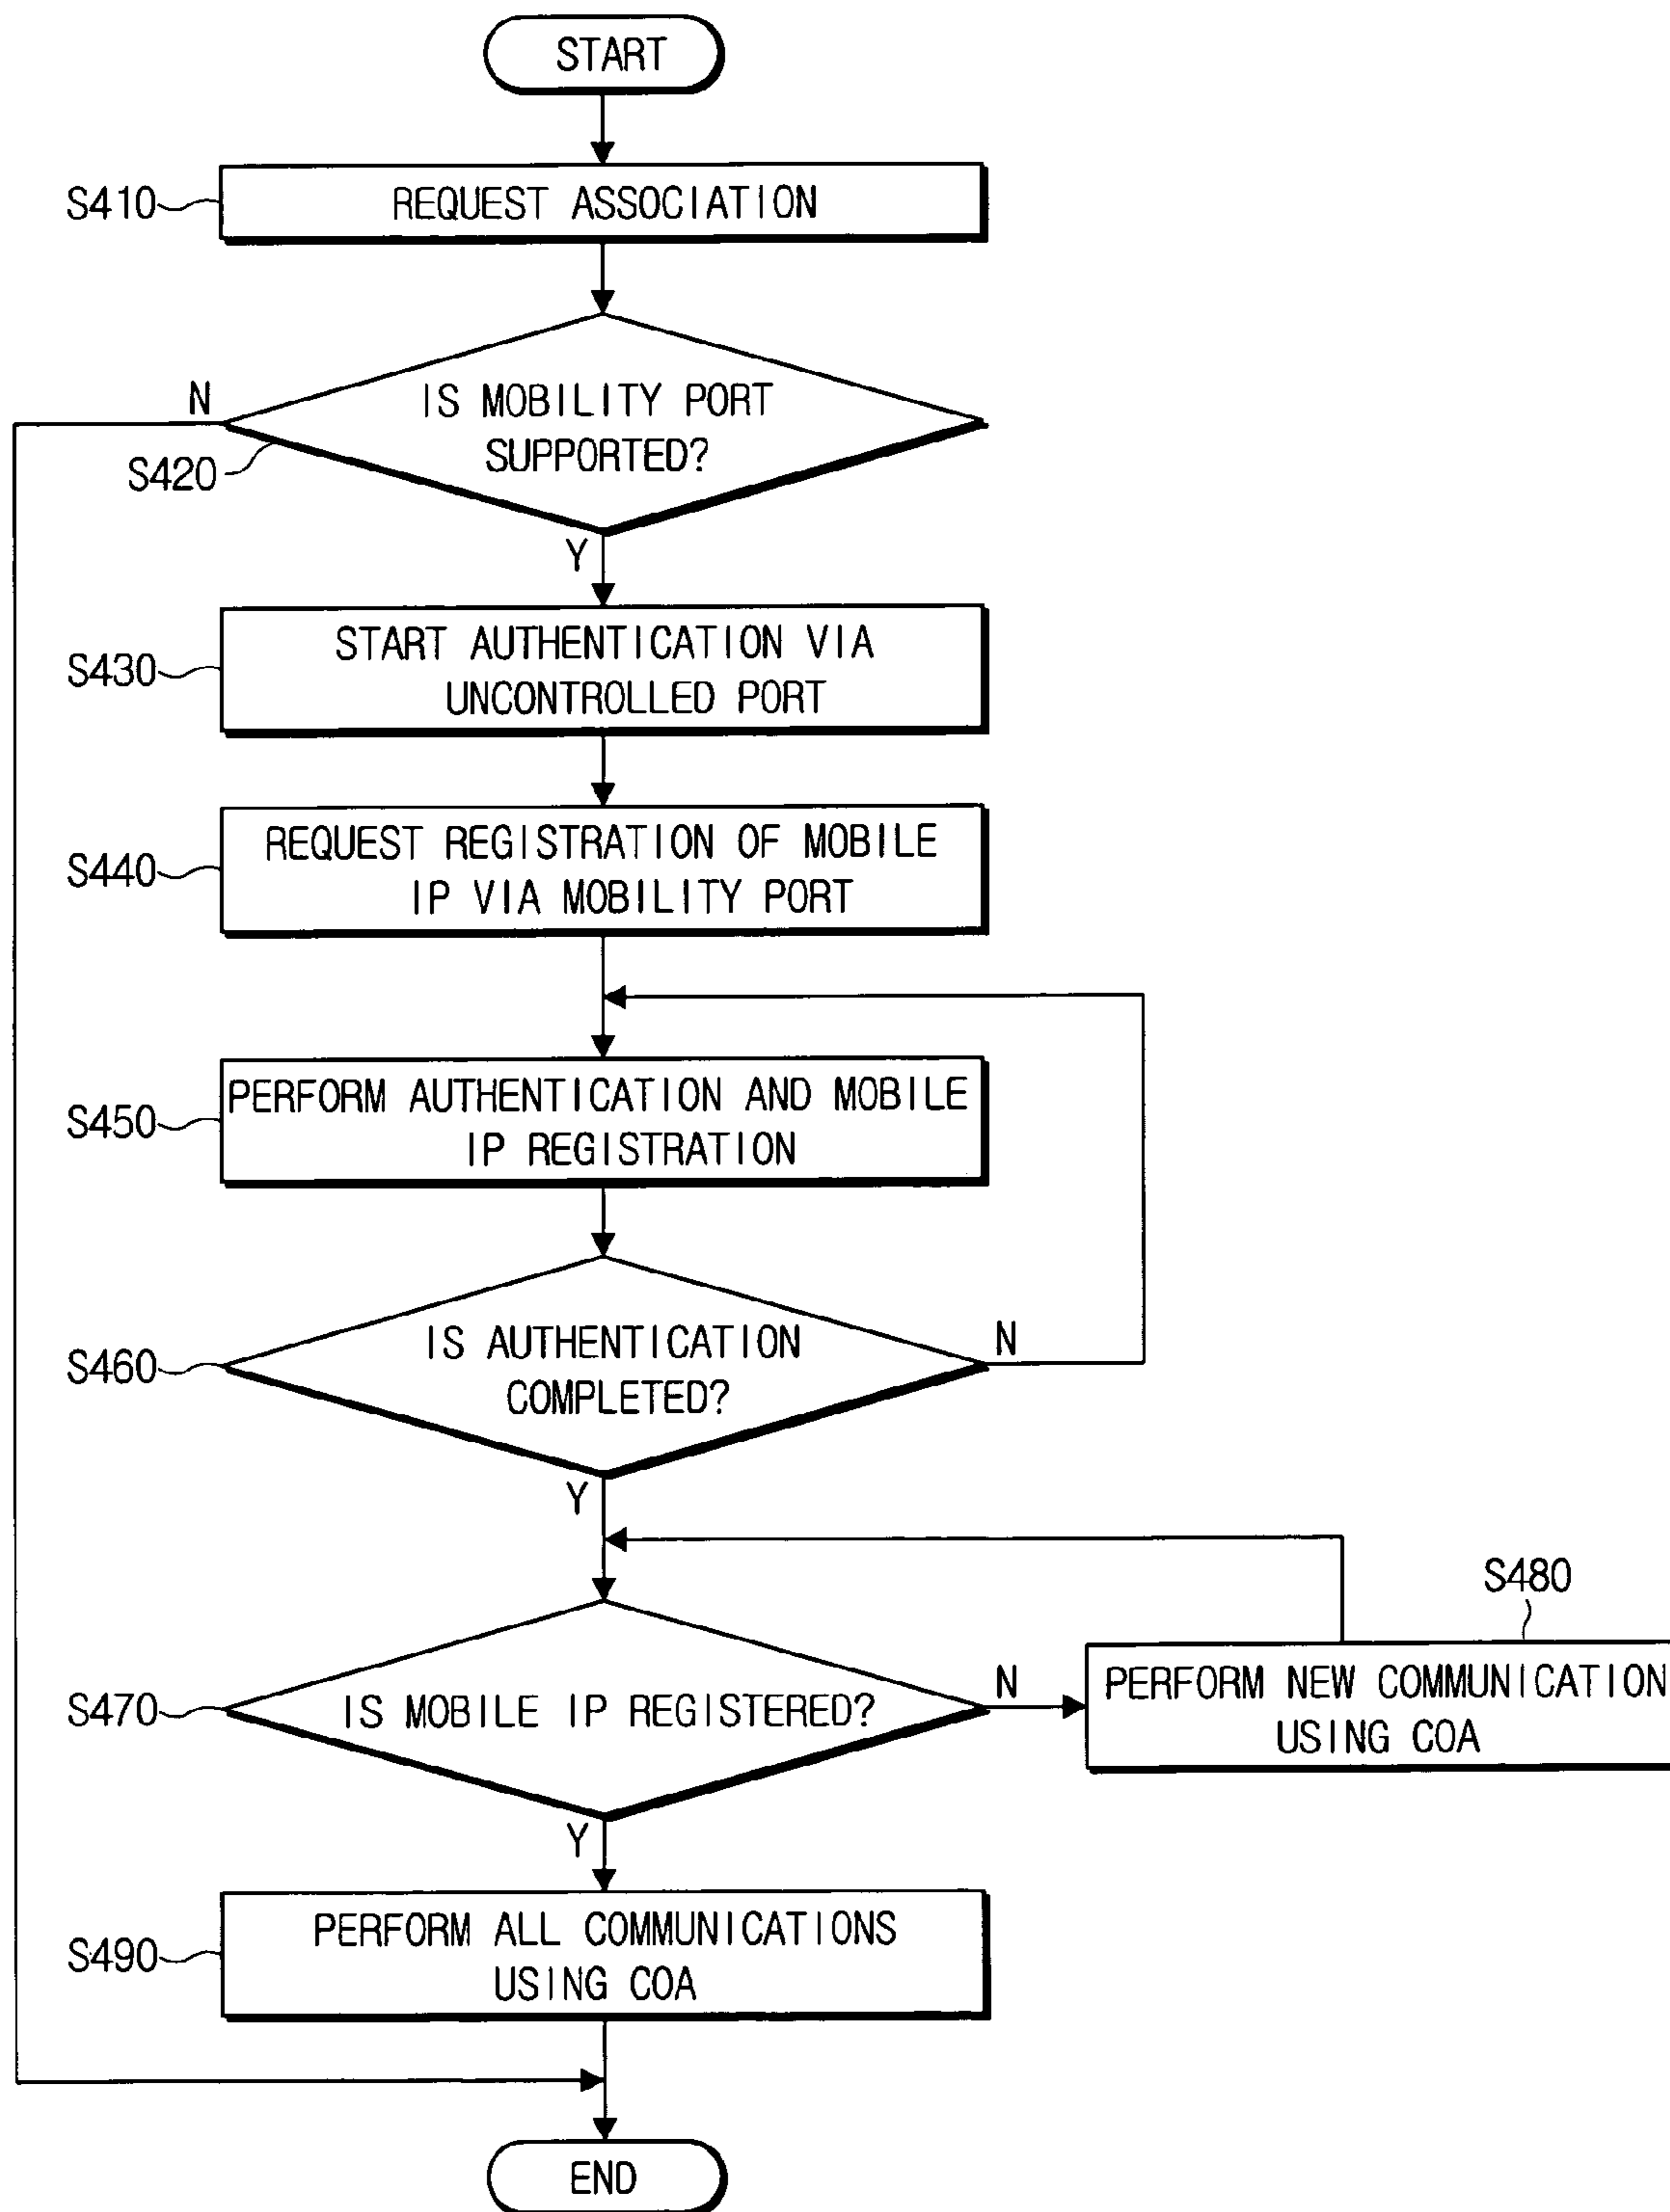 START
S410
REQUEST ASSOCIATION
N
IS MOBILITY PORT
SUPPORTED?
S420
Y
S430
START AUTHENTICATION VIA
UNCONTROLLED PORT
S440
REQUEST REGISTRATION OF MOBILE
IP VIA MOBILITY PORT
S450
PERFORM AUTHENTICATION AND MOBILE
IP REGISTRATION
S460
IS AUTHENTICATION
COMPLETED?
N
Y
S470
IS MOBILE IP REGISTERED?
N
S480
PERFORM NEW COMMUNICATION
USING COA
Y
S490
PERFORM ALL COMMUNICATIONS
USING COA
END